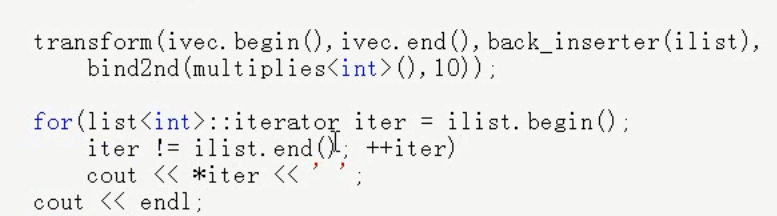 transform(ivec.begin(),ivec.end(),back_inserter(ilist),
bind2nd(multiplies<int>(),10));
for(list<int>::iterator iter = ilist.begin();
iter != ilist.end(); ++iter)
cout << *iter << ' ';
cout << endl;